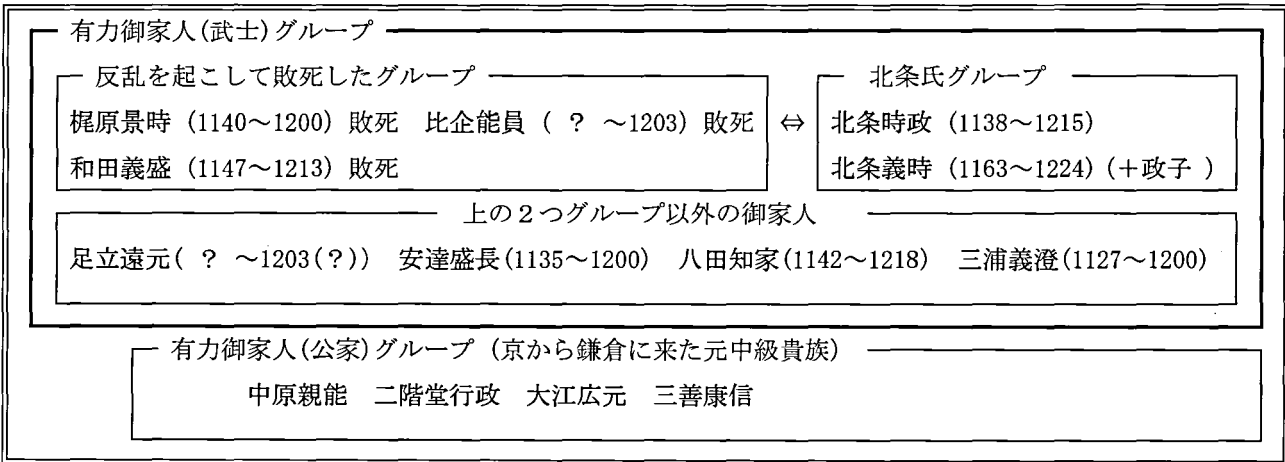 有力御家人(武士)グループ
反乱を起こして敗死したグループ
梶原景時 (1140～1200) 敗死 比企能員 ( ? ～1203) 敗死
和田義盛 (1147～1213) 敗死
⇔
北条氏グループ
北条時政 (1138～1215)
北条義時 (1163～1224) (＋政子 )
上の2つグループ以外の御家人
足立遠元( ? ～1203(?)) 安達盛長(1135～1200) 八田知家(1142～1218) 三浦義澄(1127～1200)
有力御家人(公家)グループ (京から鎌倉に来た元中級貴族)
中原親能 二階堂行政 大江広元 三善康信